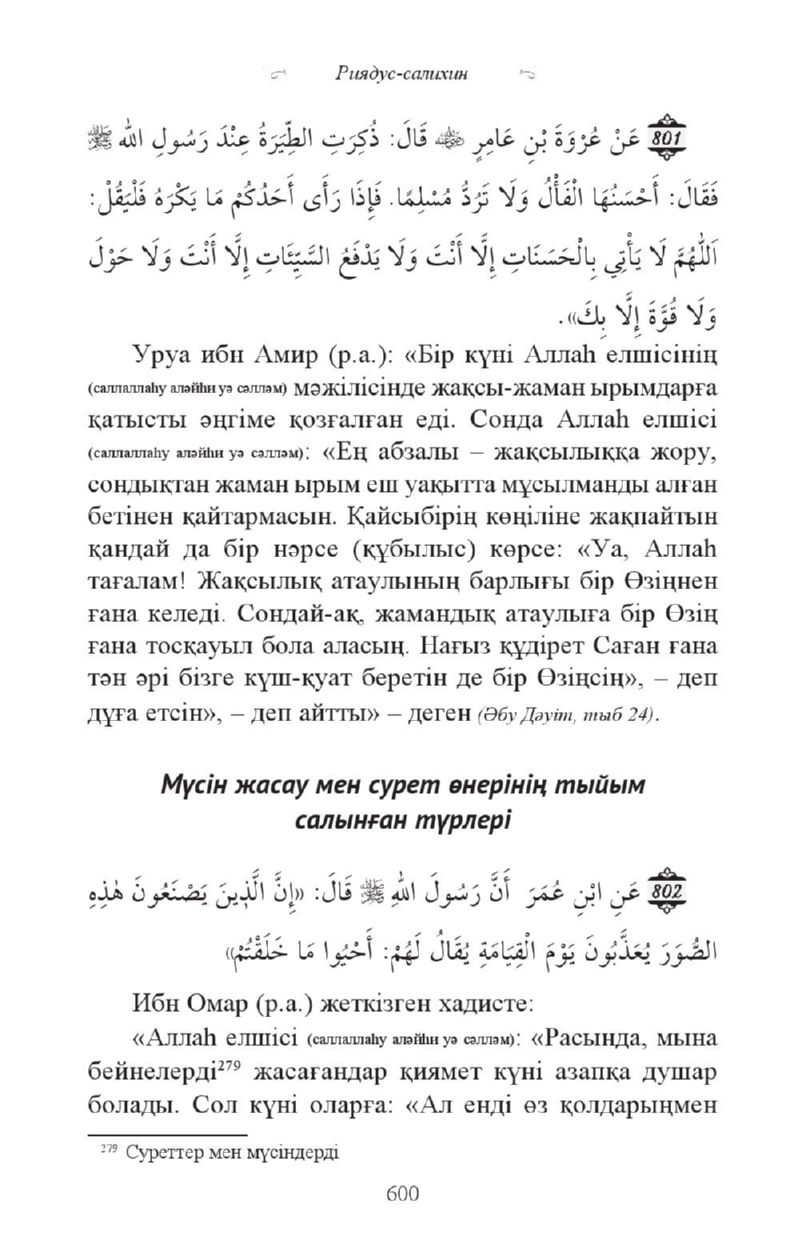 Риядус-салихин
801 عَنْ عُرْوَةَ بْنِ عَامِرٍ ﵁ قَالَ: ذُكِرَتِ الطِّيَرَةُ عِنْدَ رَسُولِ اللهِ ﷺ
فَقَالَ: أَحْسَنُهَا الْفَأْلُ وَلَا تَرُدُّ مُسْلِمًا. فَإِذَا رَأَى أَحَدُكُمْ مَا يَكْرَهُ فَلْيَقُلْ:
اَللّٰهُمَّ لَا يَأْتِي بِالْحَسَنَاتِ إِلَّا أَنْتَ وَلَا يَدْفَعُ السَّيِّئَاتِ إِلَّا أَنْتَ وَلَا حَوْلَ
وَلَا قُوَّةَ إِلَّا بِكَ».
Уруа ибн Амир (р.а.): «Бір күні Аллаһ елшісінің
(саллаллаһу аләйһи уә сәлләм) мәжілісінде жақсы-жаман ырымдарға
қатысты әңгіме қозғалған еді. Сонда Аллаһ елшісі
(саллаллаһу аләйһи уә сәлләм): «Ең абзалы – жақсылыққа жору,
сондықтан жаман ырым еш уақытта мұсылманды алған
бетінен қайтармасын. Қайсыбірің көңіліне жақпайтын
қандай да бір нәрсе (құбылыс) көрсе: «Уа, Аллаһ
тағалам! Жақсылық атаулының барлығы бір Өзіңнен
ғана келеді. Сондай-ақ, жамандық атаулыға бір Өзің
ғана тосқауыл бола аласың. Нағыз құдірет Саған ғана
тән әрі бізге күш-қуат беретін де бір Өзіңсің», – деп
дұға етсін», – деп айтты» – деген (Әбу Дәуіт, тыб 24).
Мүсін жасау мен сурет өнерінің тыйым
салынған түрлері
802 عَنِ ابْنِ عُمَرَ أَنَّ رَسُولَ اللهِ ﷺ قَالَ: «إِنَّ الَّذِينَ يَصْنَعُونَ هٰذِهِ
الصُّوَرَ يُعَذَّبُونَ يَوْمَ الْقِيَامَةِ يُقَالُ لَهُمْ: أَحْيُوا مَا خَلَقْتُمْ»
Ибн Омар (р.а.) жеткізген хадисте:
«Аллаһ елшісі (саллаллаһу аләйһи уә сәлләм): «Расында, мына
бейнелерді²⁷⁹ жасағандар қиямет күні азапқа душар
болады. Сол күні оларға: «Ал енді өз қолдарыңмен
²⁷⁹ Суреттер мен мүсіндерді
600